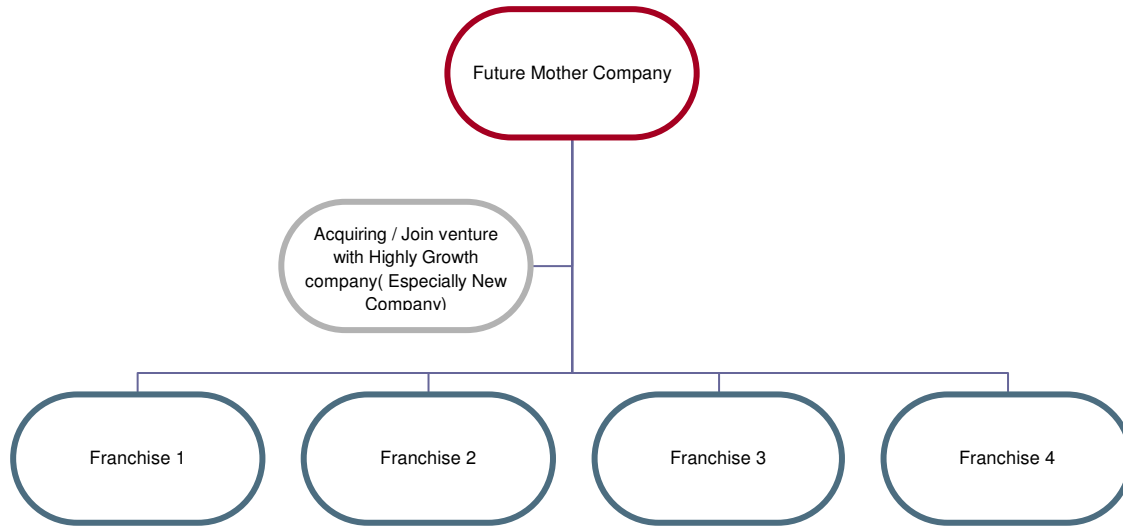 Future Mother Company
Acquiring / Join venture
with Highly Growth
company( Especially New
Company)
Franchise 1
Franchise 2
Franchise 3
Franchise 4